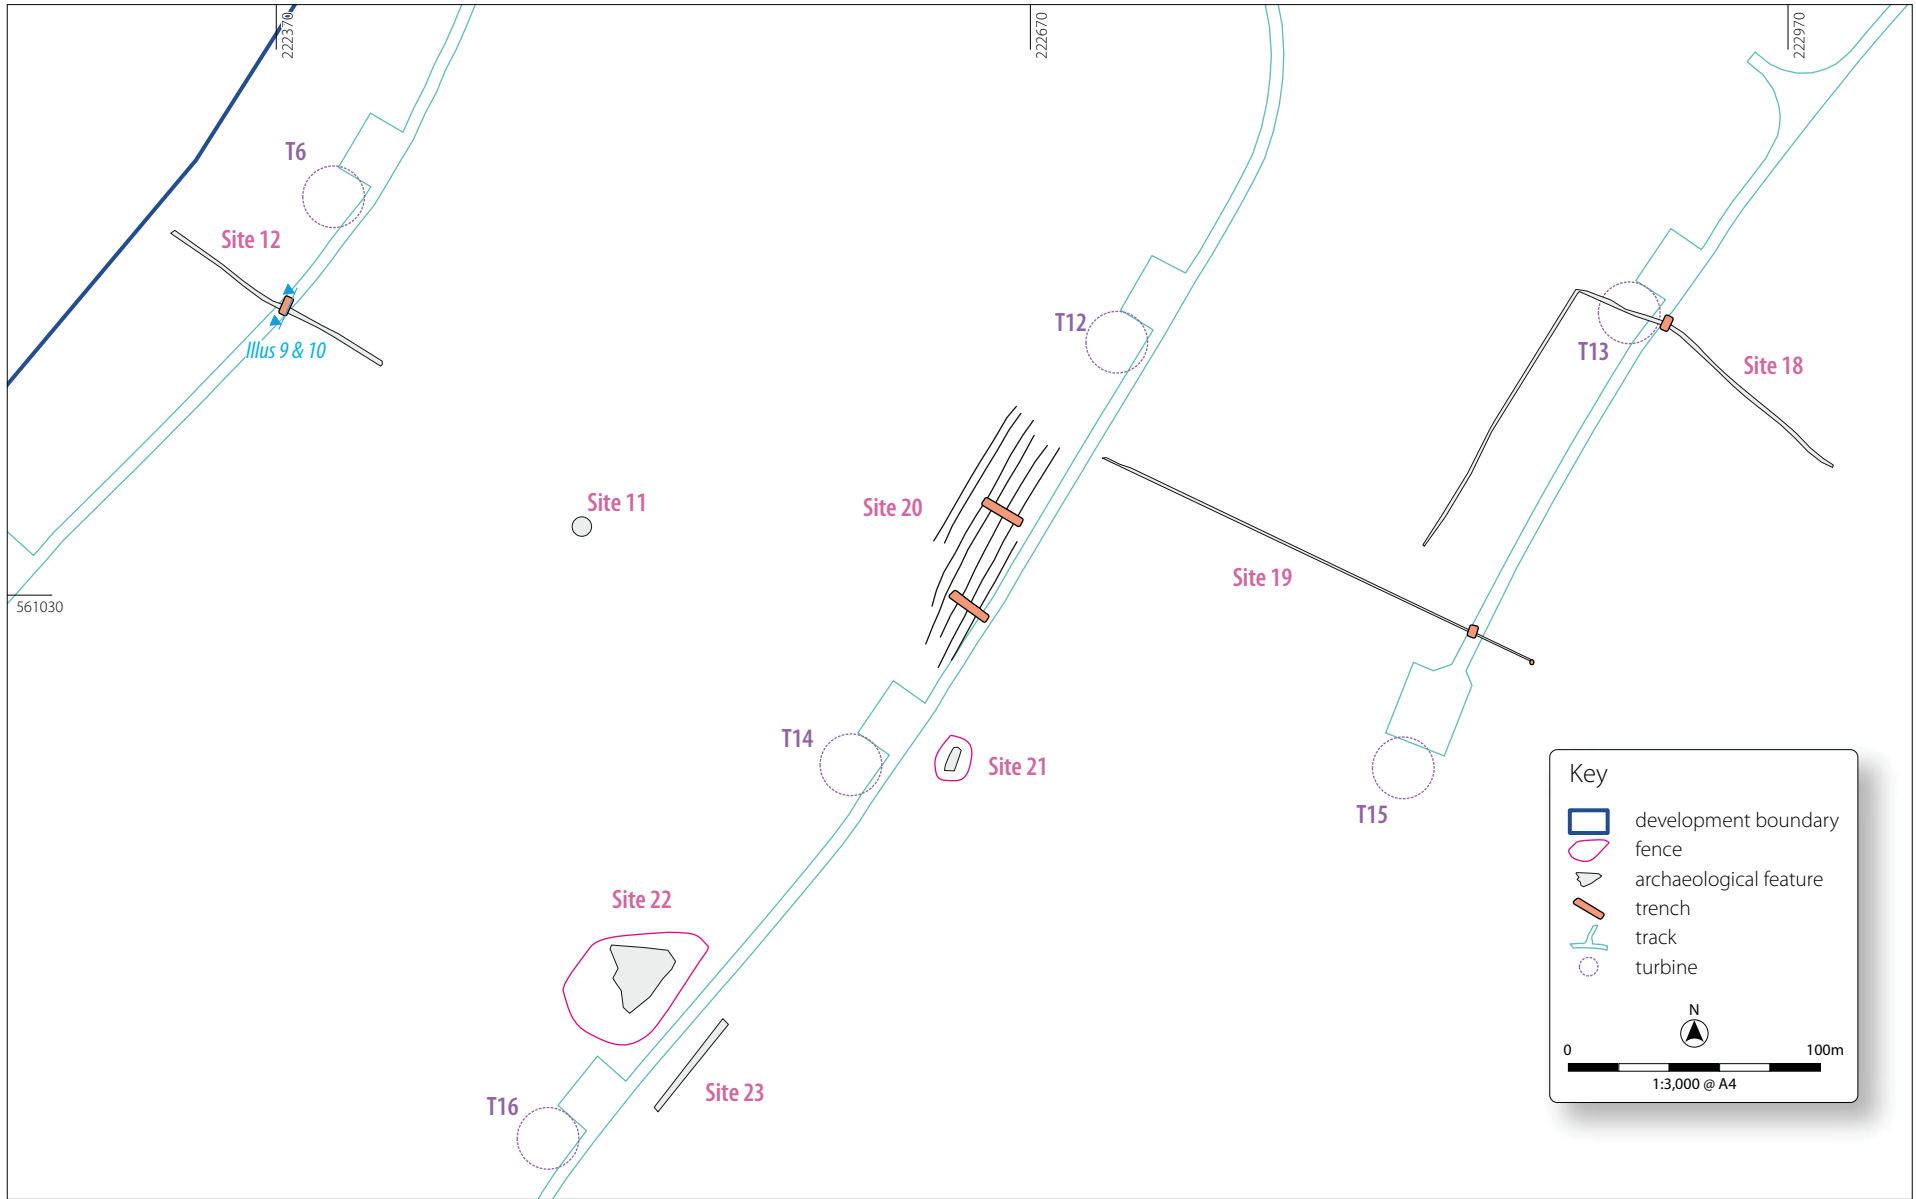 222370
222670
222970
T6
Site 12
Illus 9 & 10
T12
T13
Site 18
Site 11
Site 20
Site 19
561030
T14
Site 21
T15
Site 22
Site 23
T16
Key
development boundary
fence
archaeological feature
trench
track
turbine
N
0 100m
1:3,000 @ A4